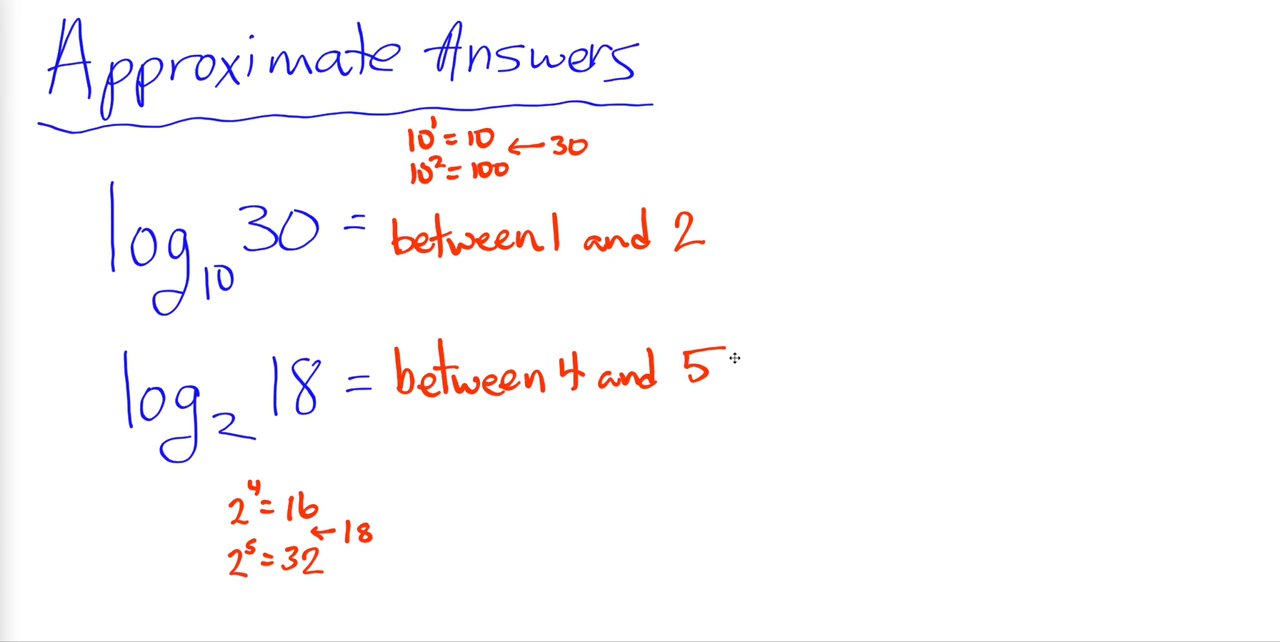 Approximate Answers
10¹ = 10 ← 30
10² = 100
log₁₀ 30 = between 1 and 2
log₂ 18 = between 4 and 5
2⁴ = 16
← 18
2⁵ = 32